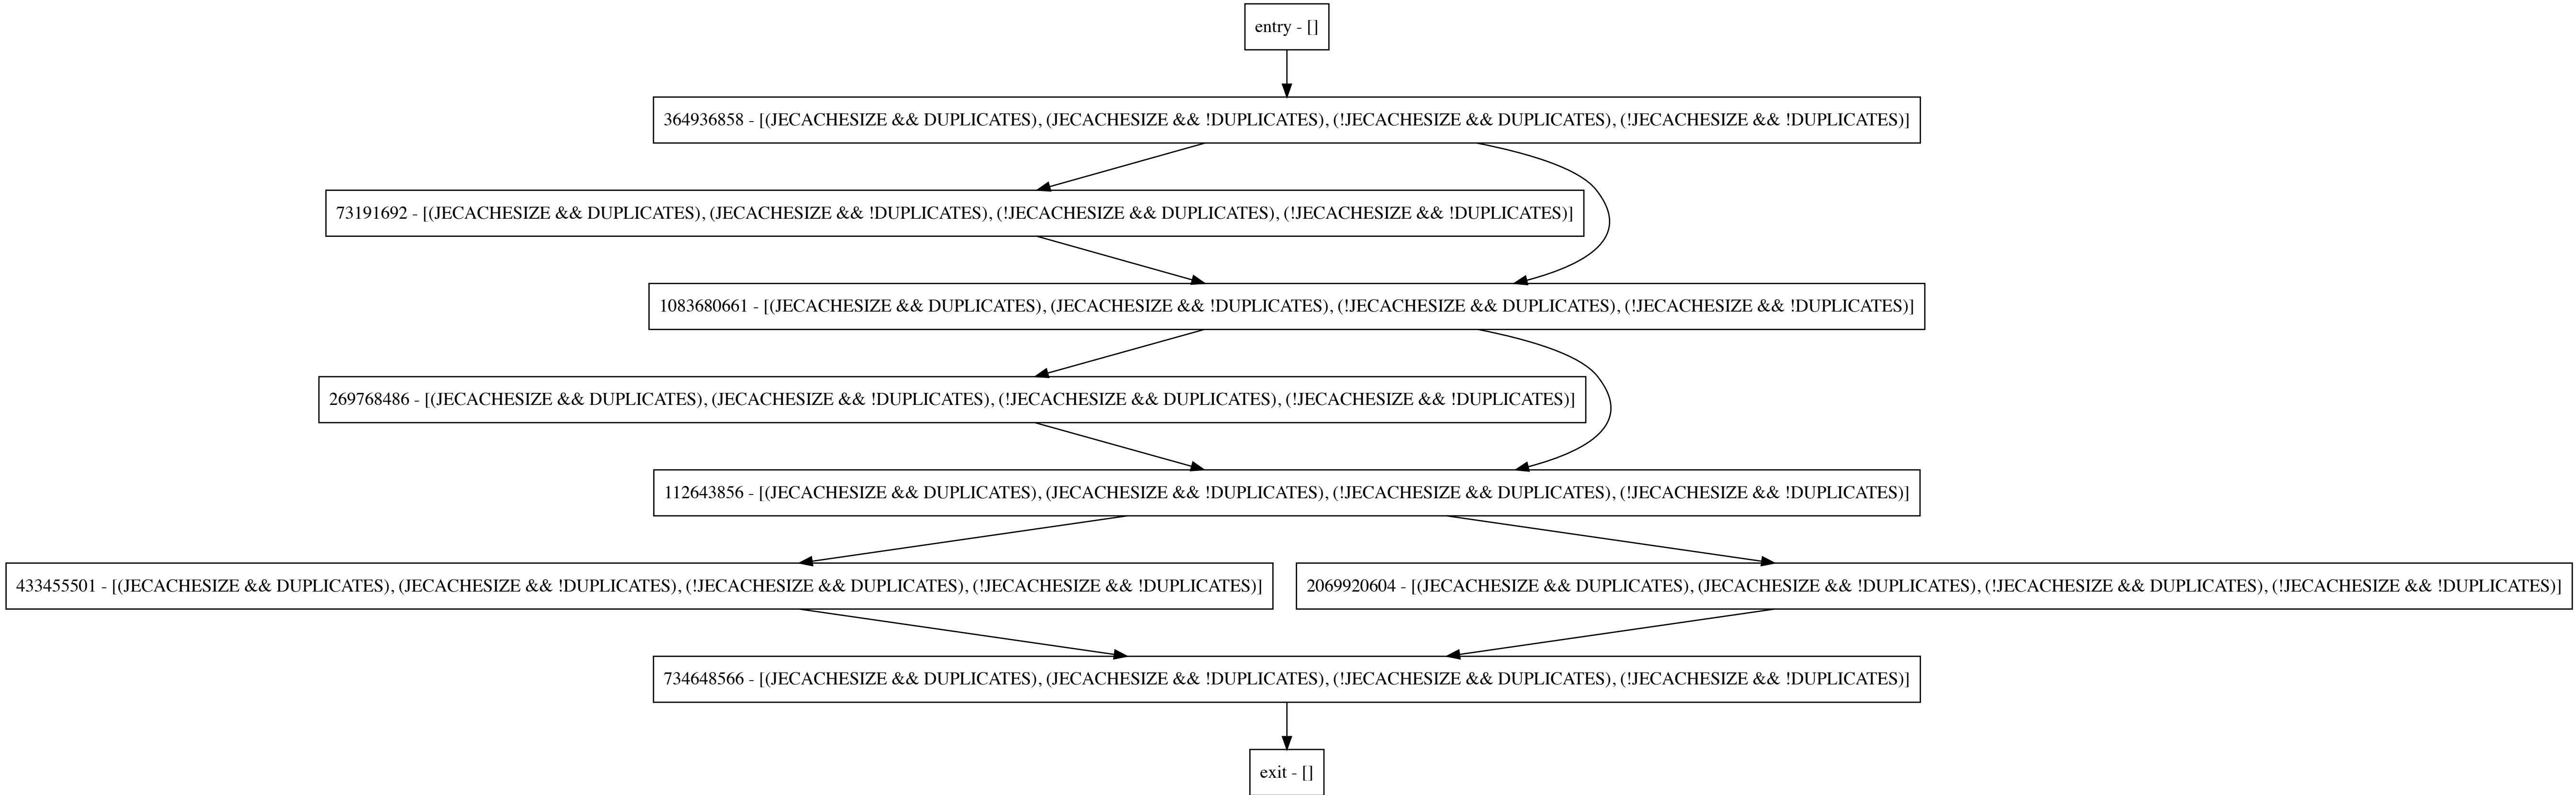 entry - []
364936858 - [(JECACHESIZE && DUPLICATES), (JECACHESIZE && !DUPLICATES), (!JECACHESIZE && DUPLICATES), (!JECACHESIZE && !DUPLICATES)]
73191692 - [(JECACHESIZE && DUPLICATES), (JECACHESIZE && !DUPLICATES), (!JECACHESIZE && DUPLICATES), (!JECACHESIZE && !DUPLICATES)]
1083680661 - [(JECACHESIZE && DUPLICATES), (JECACHESIZE && !DUPLICATES), (!JECACHESIZE && DUPLICATES), (!JECACHESIZE && !DUPLICATES)]
269768486 - [(JECACHESIZE && DUPLICATES), (JECACHESIZE && !DUPLICATES), (!JECACHESIZE && DUPLICATES), (!JECACHESIZE && !DUPLICATES)]
112643856 - [(JECACHESIZE && DUPLICATES), (JECACHESIZE && !DUPLICATES), (!JECACHESIZE && DUPLICATES), (!JECACHESIZE && !DUPLICATES)]
433455501 - [(JECACHESIZE && DUPLICATES), (JECACHESIZE && !DUPLICATES), (!JECACHESIZE && DUPLICATES), (!JECACHESIZE && !DUPLICATES)]
2069920604 - [(JECACHESIZE && DUPLICATES), (JECACHESIZE && !DUPLICATES), (!JECACHESIZE && DUPLICATES), (!JECACHESIZE && !DUPLICATES)]
734648566 - [(JECACHESIZE && DUPLICATES), (JECACHESIZE && !DUPLICATES), (!JECACHESIZE && DUPLICATES), (!JECACHESIZE && !DUPLICATES)]
exit - []